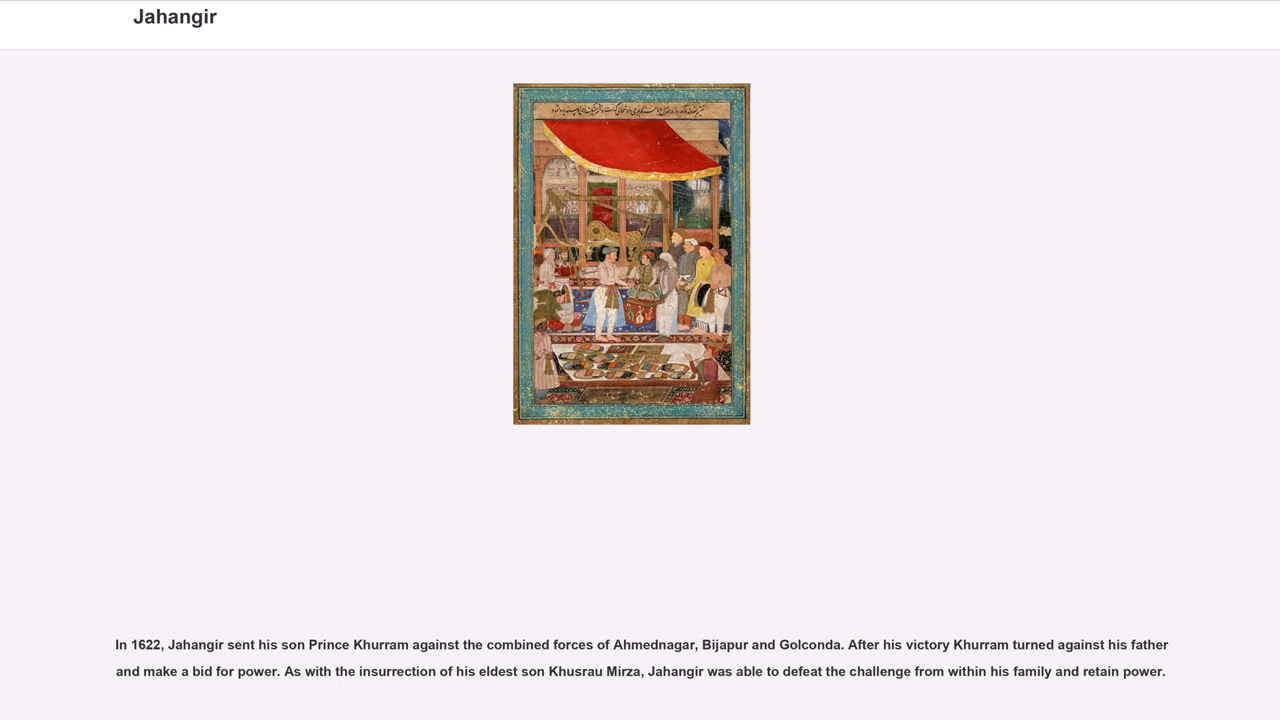 Jahangir
In 1622, Jahangir sent his son Prince Khurram against the combined forces of Ahmednagar, Bijapur and Golconda. After his victory Khurram turned against his father
and make a bid for power. As with the insurrection of his eldest son Khusrau Mirza, Jahangir was able to defeat the challenge from within his family and retain power.